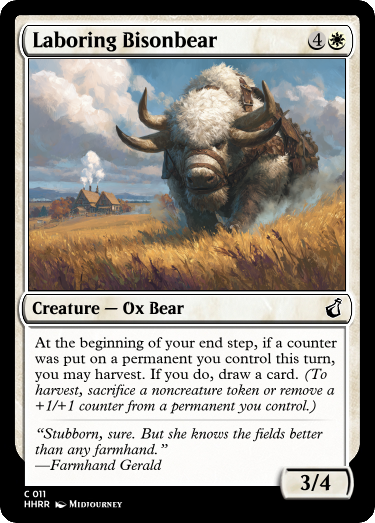 Laboring Bisonbear 4
Creature — Ox Bear
At the beginning of your end step, if a counter
was put on a permanent you control this turn,
you may harvest. If you do, draw a card. (To
harvest, sacrifice a noncreature token or remove a
+1/+1 counter from a permanent you control.)
“Stubborn, sure. But she knows the fields better
than any farmhand.”
—Farmhand Gerald
3/4
C 011
HHRR MIDJOURNEY